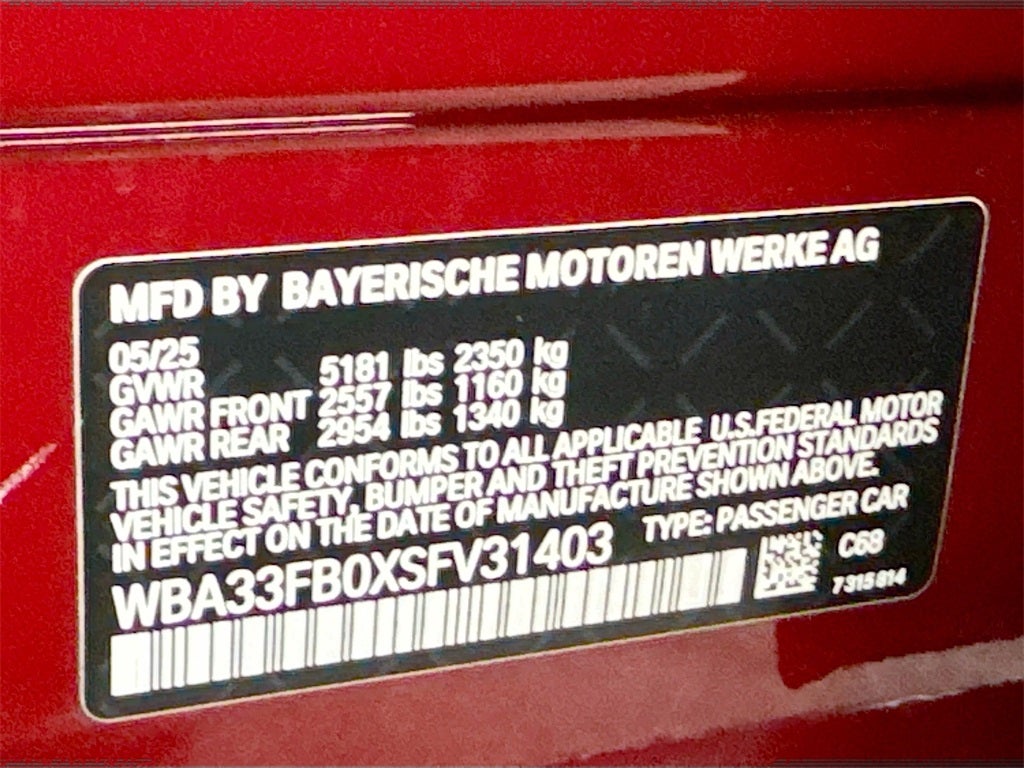 MFD BY BAYERISCHE MOTOREN WERKE AG
05/25
GVWR 5181 lbs 2350 kg
GAWR FRONT 2557 lbs 1160 kg
GAWR REAR 2954 lbs 1340 kg
THIS VEHICLE CONFORMS TO ALL APPLICABLE U.S.FEDERAL MOTOR
VEHICLE SAFETY, BUMPER AND THEFT PREVENTION STANDARDS
IN EFFECT ON THE DATE OF MANUFACTURE SHOWN ABOVE.
WBA33FB0XSFV31403 TYPE: PASSENGER CAR
C68
7315814